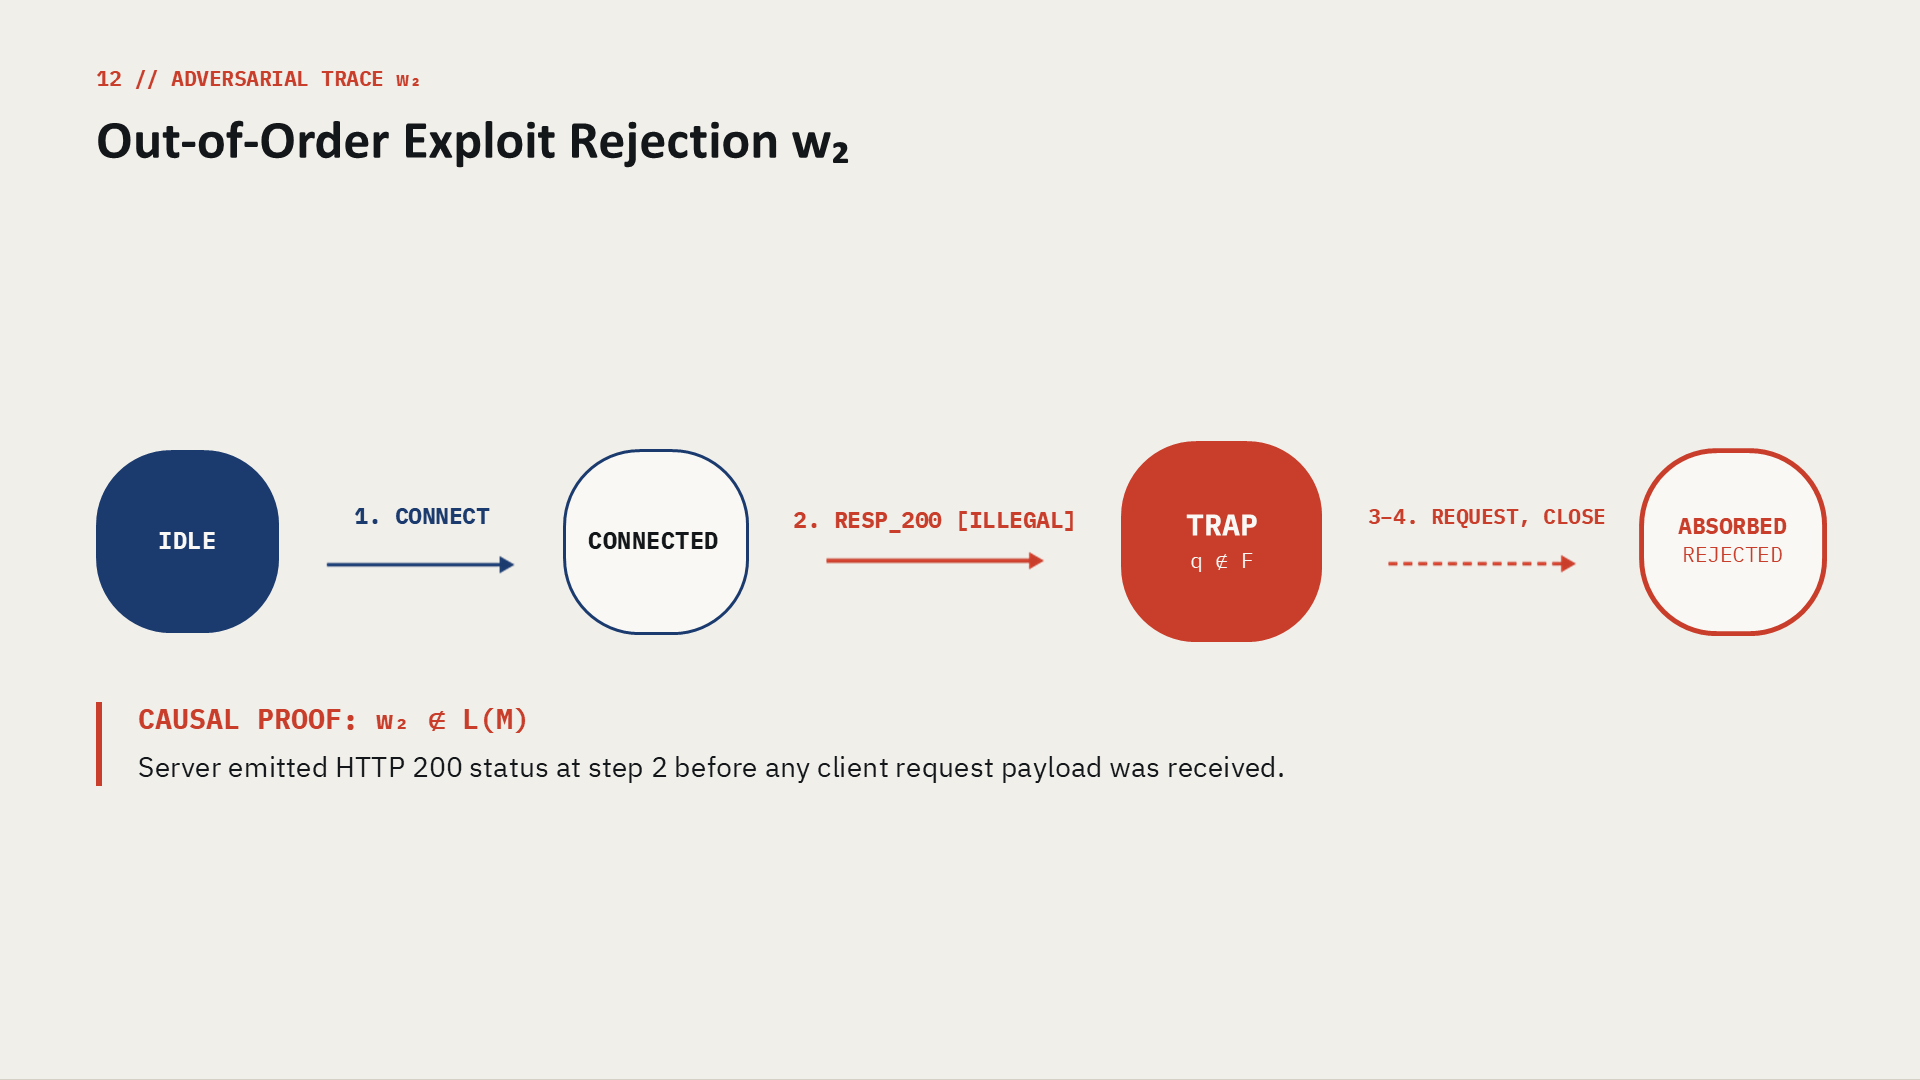 12 // ADVERSARIAL TRACE w₂
Out-of-Order Exploit Rejection w₂
IDLE
1. CONNECT
CONNECTED
2. RESP_200 [ILLEGAL]
TRAP
q ∉ F
3–4. REQUEST, CLOSE
ABSORBED
REJECTED
CAUSAL PROOF: w₂ ∉ L(M)
Server emitted HTTP 200 status at step 2 before any client request payload was received.